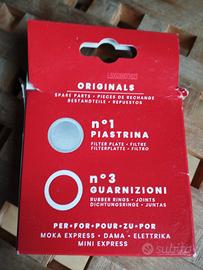 ORIGINALS
SPARE PARTS • PIECES DE RECHANGE
BESTANDTEILE • REPUESTOS
n°1
PIASTRINA
FILTER PLATE • FILTRE
FILTERPLATTE • FILTRO
n°3
GUARNIZIONI
RUBBER RINGS • JOINTS
DICHTUNGSRINGE • JUNTAS
PER•FOR•POUR•ZU•POR
MOKA EXPRESS • DAMA • ELETTRIKA
MINI EXPRESS
subito